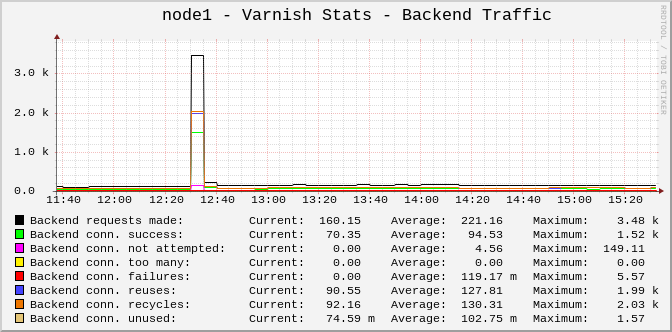 node1 - Varnish Stats - Backend Traffic
RRDTOOL / TOBI OETIKER
3.0 k
2.0 k
1.0 k
0.0
11:40 12:00 12:20 12:40 13:00 13:20 13:40 14:00 14:20 14:40 15:00 15:20
Backend requests made: Current: 160.15 Average: 221.16 Maximum: 3.48 k
Backend conn. success: Current: 70.35 Average: 94.53 Maximum: 1.52 k
Backend conn. not attempted: Current: 0.00 Average: 4.56 Maximum: 149.11
Backend conn. too many: Current: 0.00 Average: 0.00 Maximum: 0.00
Backend conn. failures: Current: 0.00 Average: 119.17 m Maximum: 5.57
Backend conn. reuses: Current: 90.55 Average: 127.81 Maximum: 1.99 k
Backend conn. recycles: Current: 92.16 Average: 130.31 Maximum: 2.03 k
Backend conn. unused: Current: 74.59 m Average: 102.75 m Maximum: 1.57